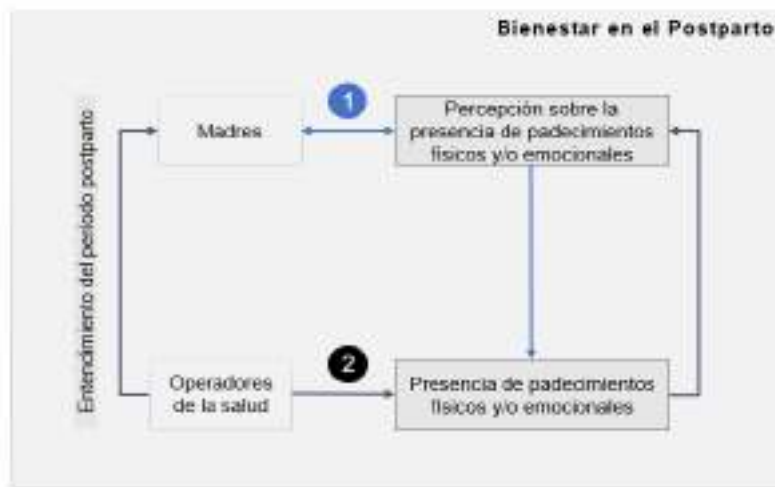 Bienestar en el Postparto
Entendimiento del periodo postparto
Madres
1
Percepción sobre la
presencia de padecimientos
físicos y/o emocionales
Operadores
de la salud
2
Presencia de padecimientos
físicos y/o emocionales